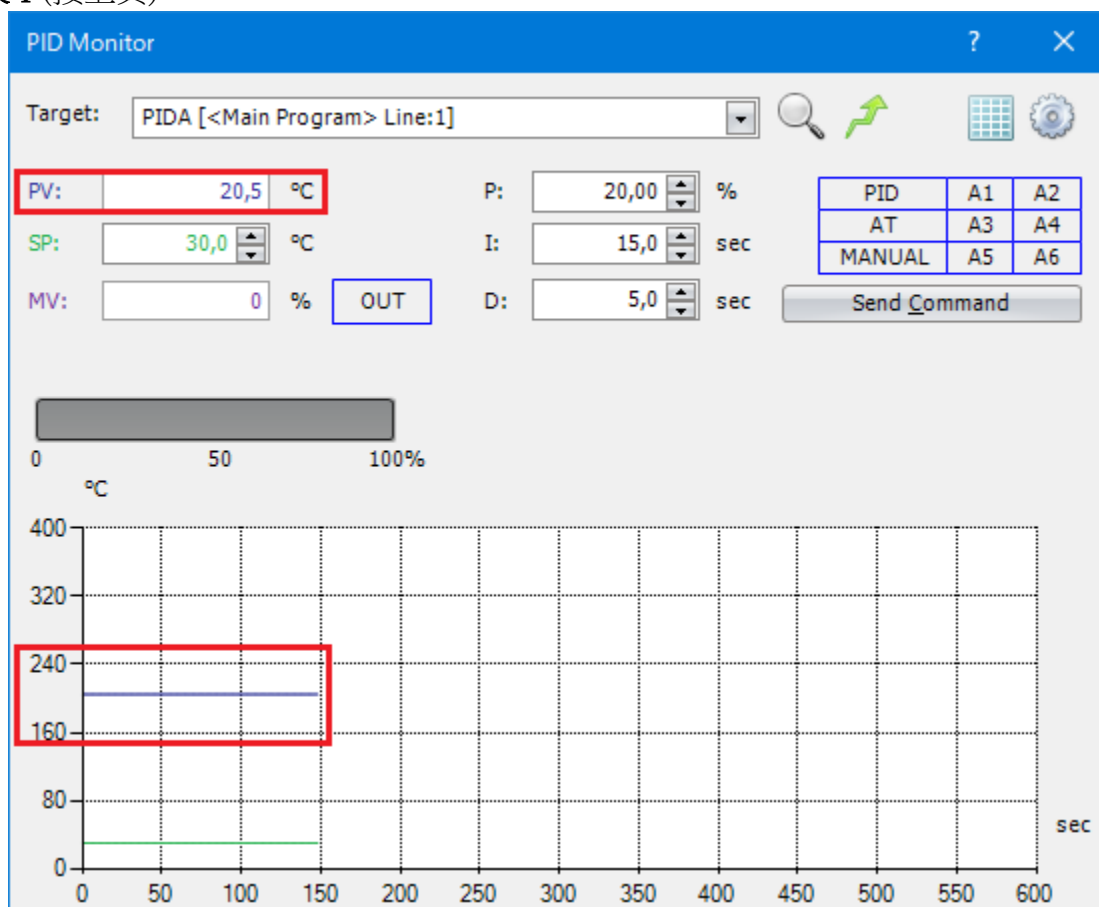 PID Monitor ? ×
Target: PIDA [<Main Program> Line:1]
PV: 20,5 °C P: 20,00 % PID A1 A2
SP: 30,0 °C I: 15,0 sec AT A3 A4
MANUAL A5 A6
MV: 0 % OUT D: 5,0 sec Send Command
0 50 100%
°C
400
320
240
160
80
sec
0
0 50 100 150 200 250 300 350 400 450 500 550 600